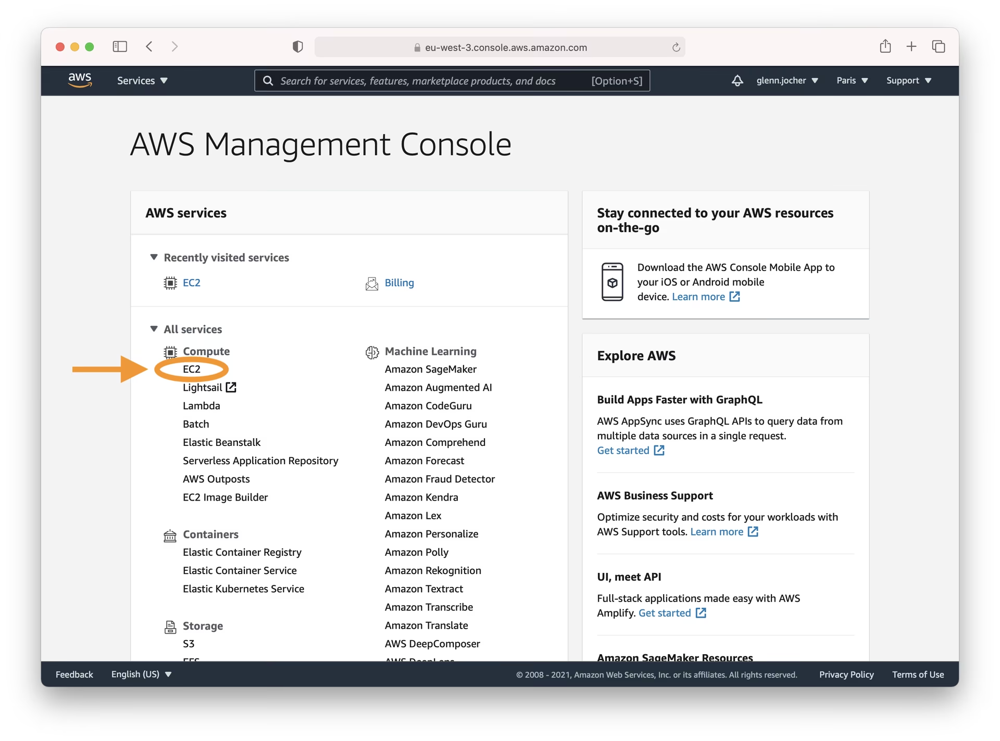 eu-west-3.console.aws.amazon.com
aws
Services
Search for services, features, marketplace products, and docs [Option+S]
glenn.jocher
Paris
Support
AWS Management Console
AWS services
Recently visited services
EC2
Billing
All services
Compute
EC2
Lightsail
Lambda
Batch
Elastic Beanstalk
Serverless Application Repository
AWS Outposts
EC2 Image Builder
Containers
Elastic Container Registry
Elastic Container Service
Elastic Kubernetes Service
Storage
S3
EFS
Machine Learning
Amazon SageMaker
Amazon Augmented AI
Amazon CodeGuru
Amazon DevOps Guru
Amazon Comprehend
Amazon Forecast
Amazon Fraud Detector
Amazon Kendra
Amazon Lex
Amazon Personalize
Amazon Polly
Amazon Rekognition
Amazon Textract
Amazon Transcribe
Amazon Translate
AWS DeepComposer
AWS DeepLens
Stay connected to your AWS resources
on-the-go
Download the AWS Console Mobile App to
your iOS or Android mobile
device. Learn more
Explore AWS
Build Apps Faster with GraphQL
AWS AppSync uses GraphQL APIs to query data from
multiple data sources in a single request.
Get started
AWS Business Support
Optimize security and costs for your workloads with
AWS Support tools. Learn more
UI, meet API
Full-stack applications made easy with AWS
Amplify. Get started
Amazon SageMaker Resources
Feedback
English (US)
© 2008 - 2021, Amazon Web Services, Inc. or its affiliates. All rights reserved.
Privacy Policy
Terms of Use